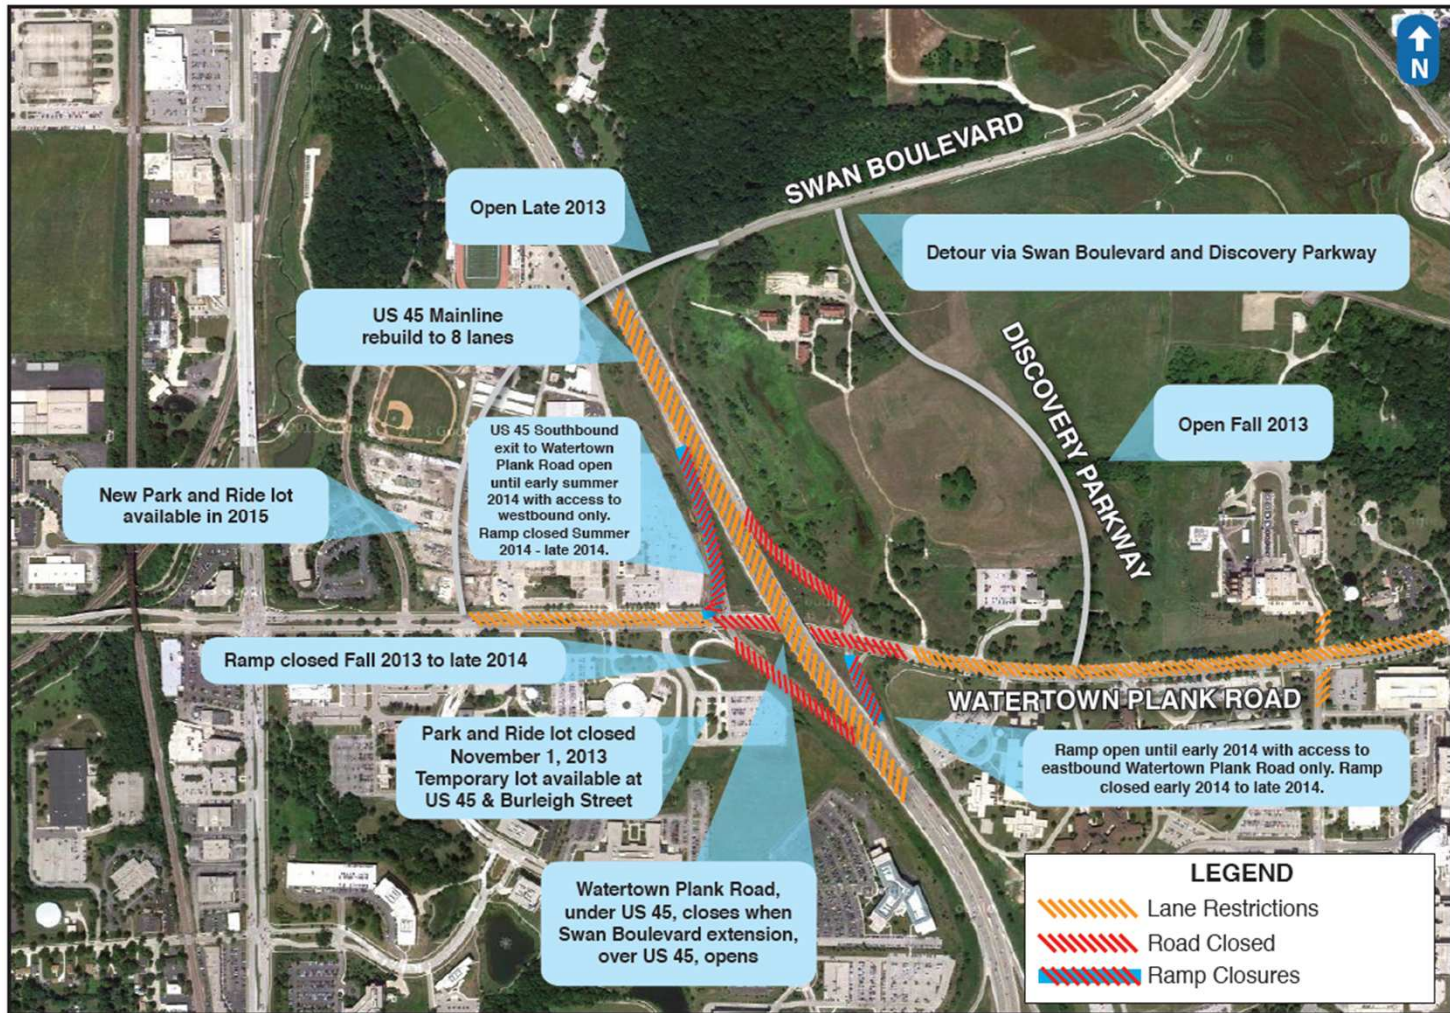 N
SWAN BOULEVARD
Open Late 2013
Detour via Swan Boulevard and Discovery Parkway
US 45 Mainline
rebuild to 8 lanes
DISCOVERY PARKWAY
Open Fall 2013
US 45 Southbound
exit to Watertown
Plank Road open
until early summer
2014 with access to
westbound only.
Ramp closed Summer
2014 - late 2014.
New Park and Ride lot
available in 2015
Ramp closed Fall 2013 to late 2014
WATERTOWN PLANK ROAD
Park and Ride lot closed
November 1, 2013
Temporary lot available at
US 45 & Burleigh Street
Ramp open until early 2014 with access to
eastbound Watertown Plank Road only. Ramp
closed early 2014 to late 2014.
Watertown Plank Road,
under US 45, closes when
Swan Boulevard extension,
over US 45, opens
LEGEND
Lane Restrictions
Road Closed
Ramp Closures